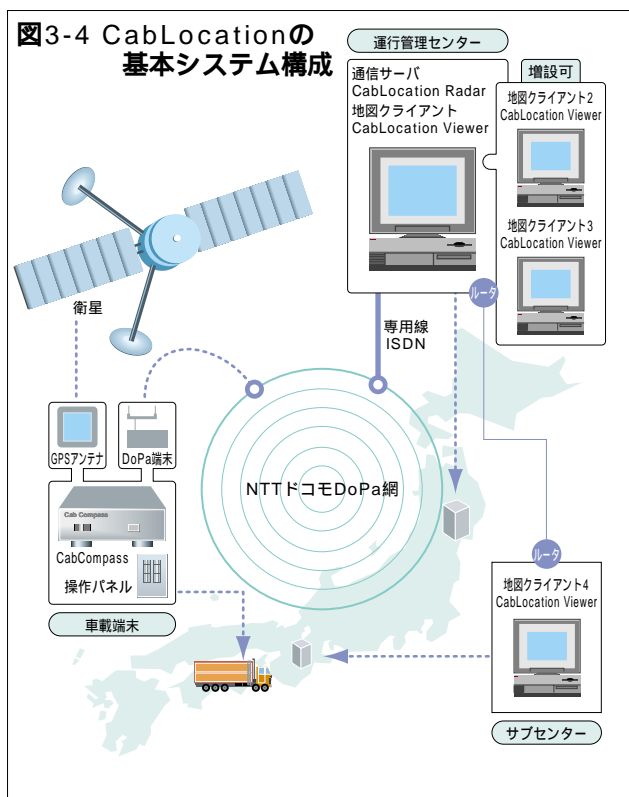 図3-4 CabLocationの
基本システム構成
運行管理センター
通信サーバ
CabLocation Radar
地図クライアント
CabLocation Viewer
増設可
地図クライアント2
CabLocation Viewer
地図クライアント3
CabLocation Viewer
ルータ
衛星
専用線
ISDN
GPSアンテナ
DoPa端末
NTTドコモDoPa網
Cab Compass
CabCompass
操作パネル
車載端末
ルータ
地図クライアント4
CabLocation Viewer
サブセンター